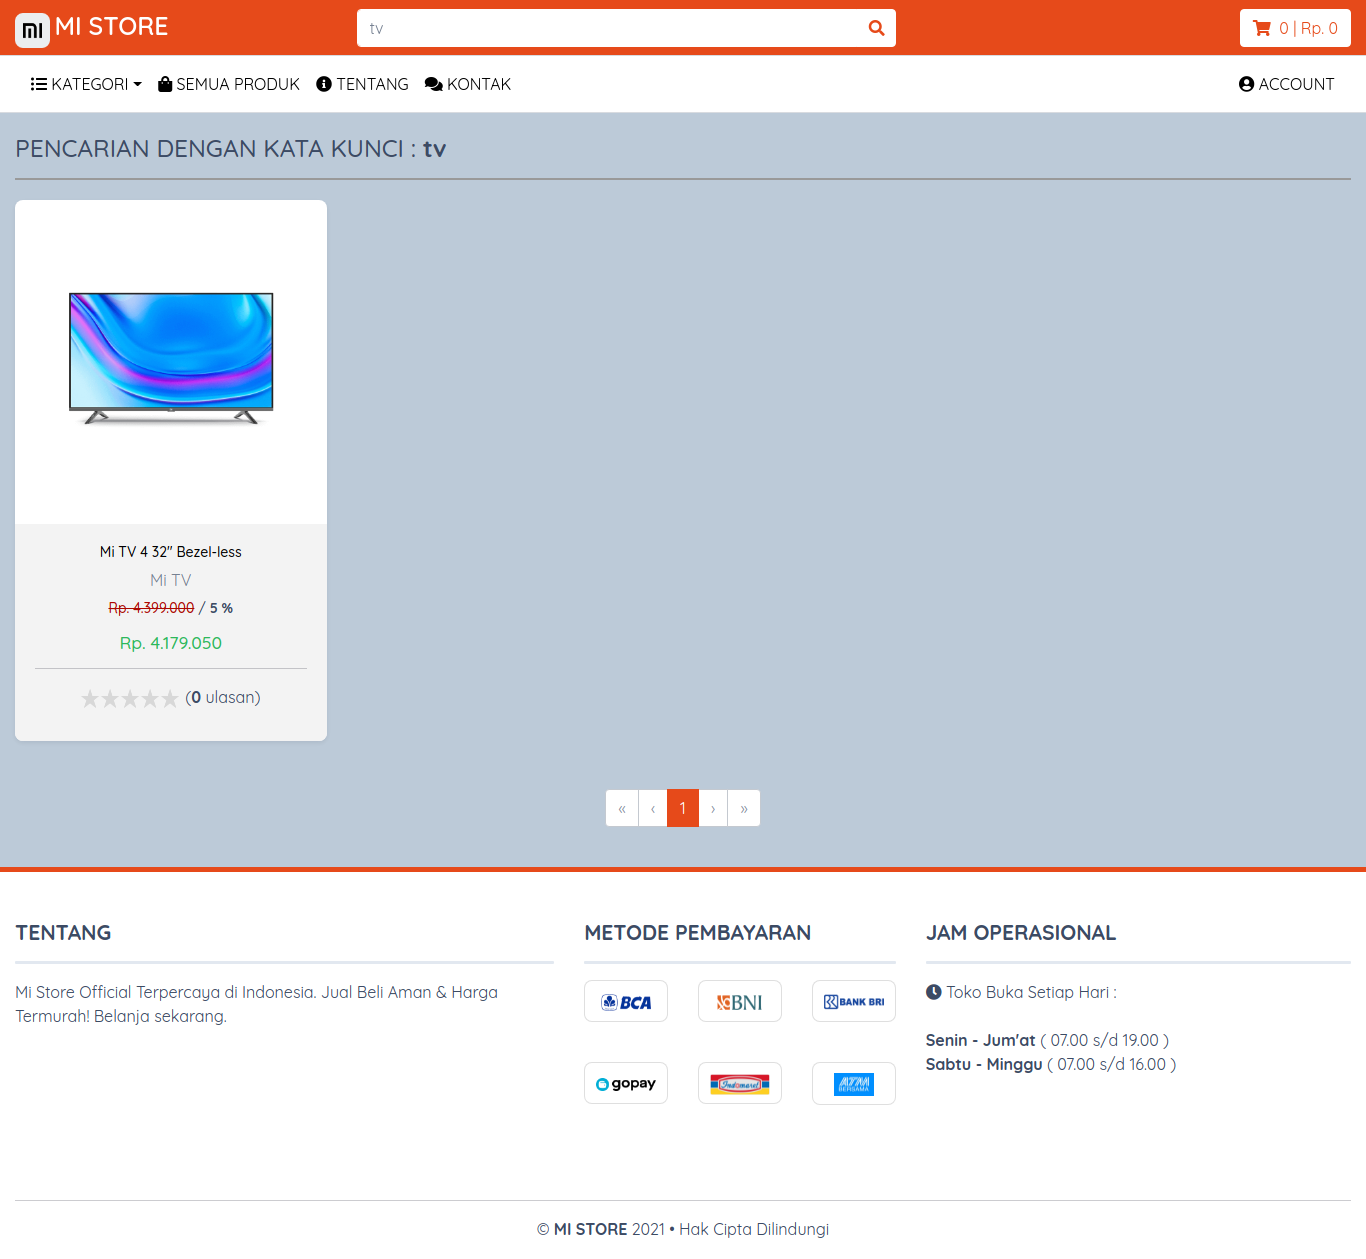 MI STORE
tv
0 | Rp. 0
KATEGORI
SEMUA PRODUK
TENTANG
KONTAK
ACCOUNT
PENCARIAN DENGAN KATA KUNCI : tv
Mi TV 4 32" Bezel-less
Mi TV
Rp. 4.399.000 / 5 %
Rp. 4.179.050
(0 ulasan)
« ‹ 1 › »
TENTANG
Mi Store Official Terpercaya di Indonesia. Jual Beli Aman & Harga
Termurah! Belanja sekarang.
METODE PEMBAYARAN
BCA
BNI
BANK BRI
gopay
Indomaret
ATM
BERSAMA
JAM OPERASIONAL
Toko Buka Setiap Hari :
Senin - Jum'at ( 07.00 s/d 19.00 )
Sabtu - Minggu ( 07.00 s/d 16.00 )
© MI STORE 2021 • Hak Cipta Dilindungi